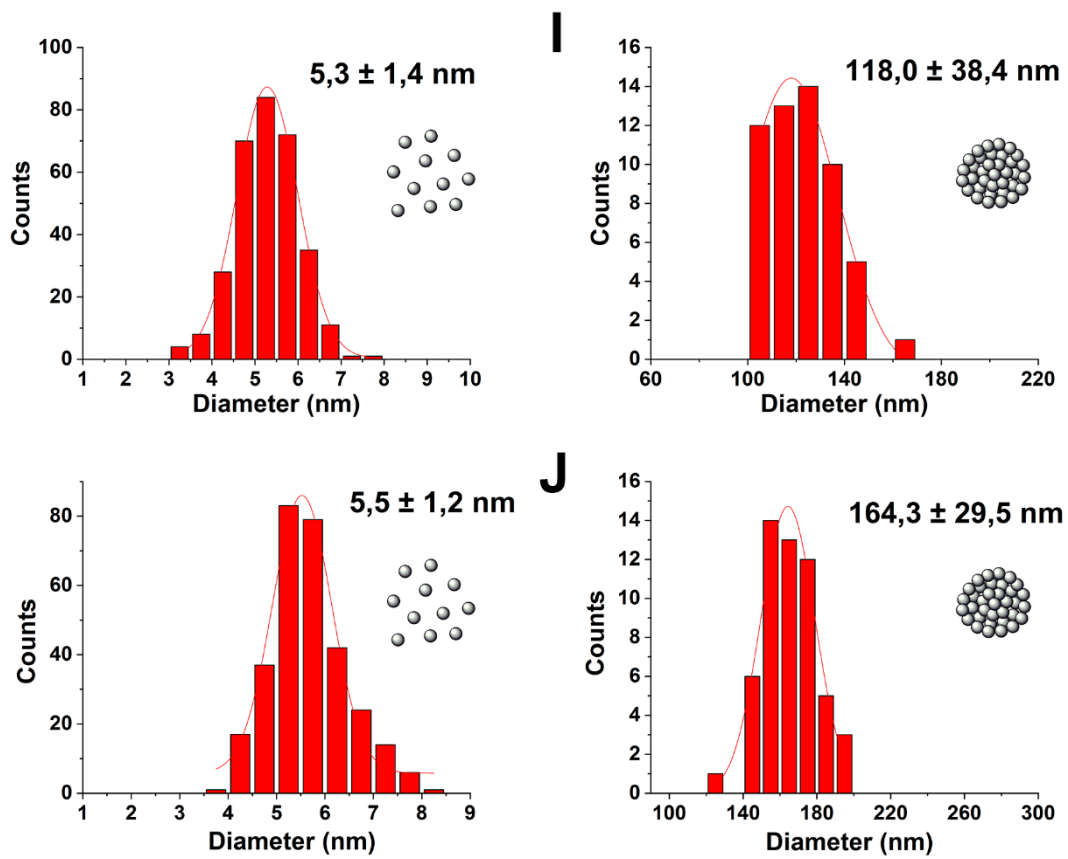 I
5,3 ± 1,4 nm
Counts
100
80
60
40
20
0
1 2 3 4 5 6 7 8 9 10
Diameter (nm)
118,0 ± 38,4 nm
Counts
16
14
12
10
8
6
4
2
0
60 100 140 180 220
Diameter (nm)
J
5,5 ± 1,2 nm
Counts
80
60
40
20
0
1 2 3 4 5 6 7 8 9
Diameter (nm)
164,3 ± 29,5 nm
Counts
16
14
12
10
8
6
4
2
0
100 140 180 220 260 300
Diameter (nm)